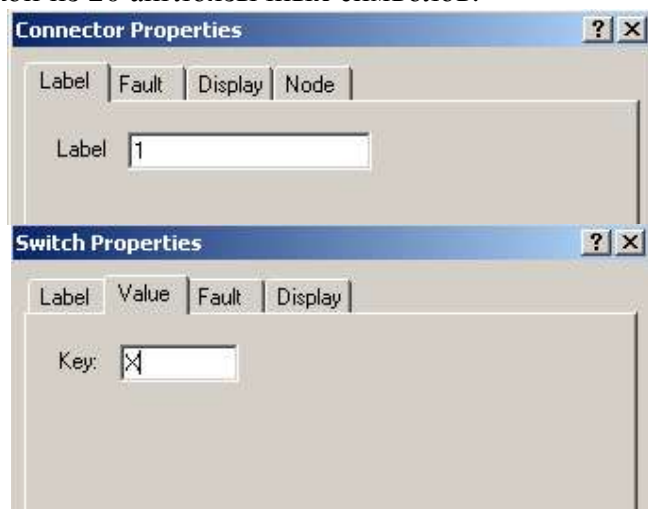 Connector Properties
Label Fault Display Node
Label 1
Switch Properties
Label Value Fault Display
Key: X